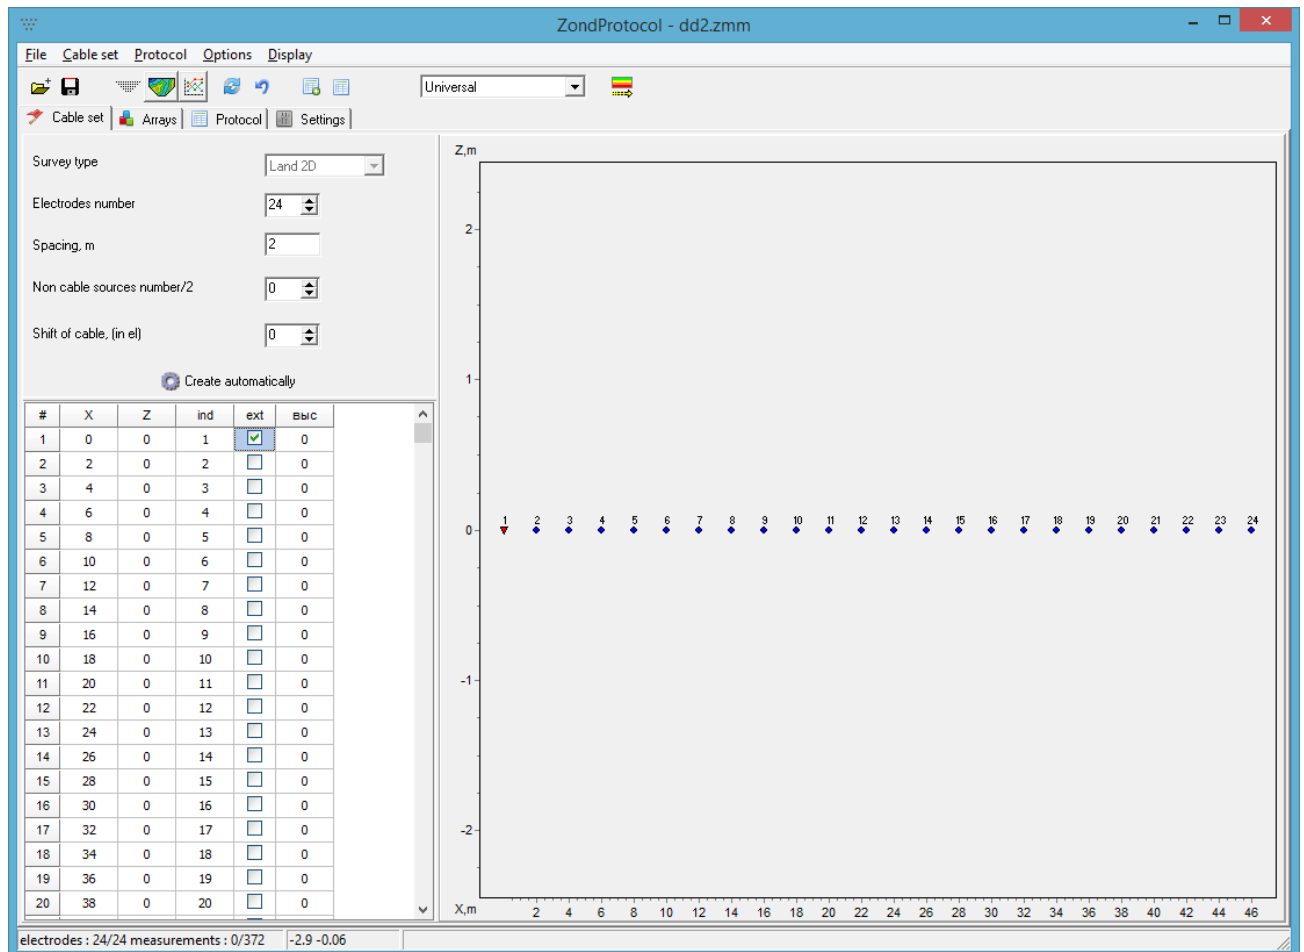 ZondProtocol - dd2.zmm
File Cable set Protocol Options Display
Universal
Cable set Arrays Protocol Settings
Survey type Land 2D
Electrodes number 24
Spacing, m 2
Non cable sources number/2 0
Shift of cable, (in el) 0
Create automatically
# X Z ind ext выс
1 0 0 1 0
2 2 0 2 0
3 4 0 3 0
4 6 0 4 0
5 8 0 5 0
6 10 0 6 0
7 12 0 7 0
8 14 0 8 0
9 16 0 9 0
10 18 0 10 0
11 20 0 11 0
12 22 0 12 0
13 24 0 13 0
14 26 0 14 0
15 28 0 15 0
16 30 0 16 0
17 32 0 17 0
18 34 0 18 0
19 36 0 19 0
20 38 0 20 0
Z,m
2
1
1 2 3 4 5 6 7 8 9 10 11 12 13 14 15 16 17 18 19 20 21 22 23 24
0
-1
-2
X,m 2 4 6 8 10 12 14 16 18 20 22 24 26 28 30 32 34 36 38 40 42 44 46
electrodes : 24/24 measurements : 0/372 -2.9 -0.06